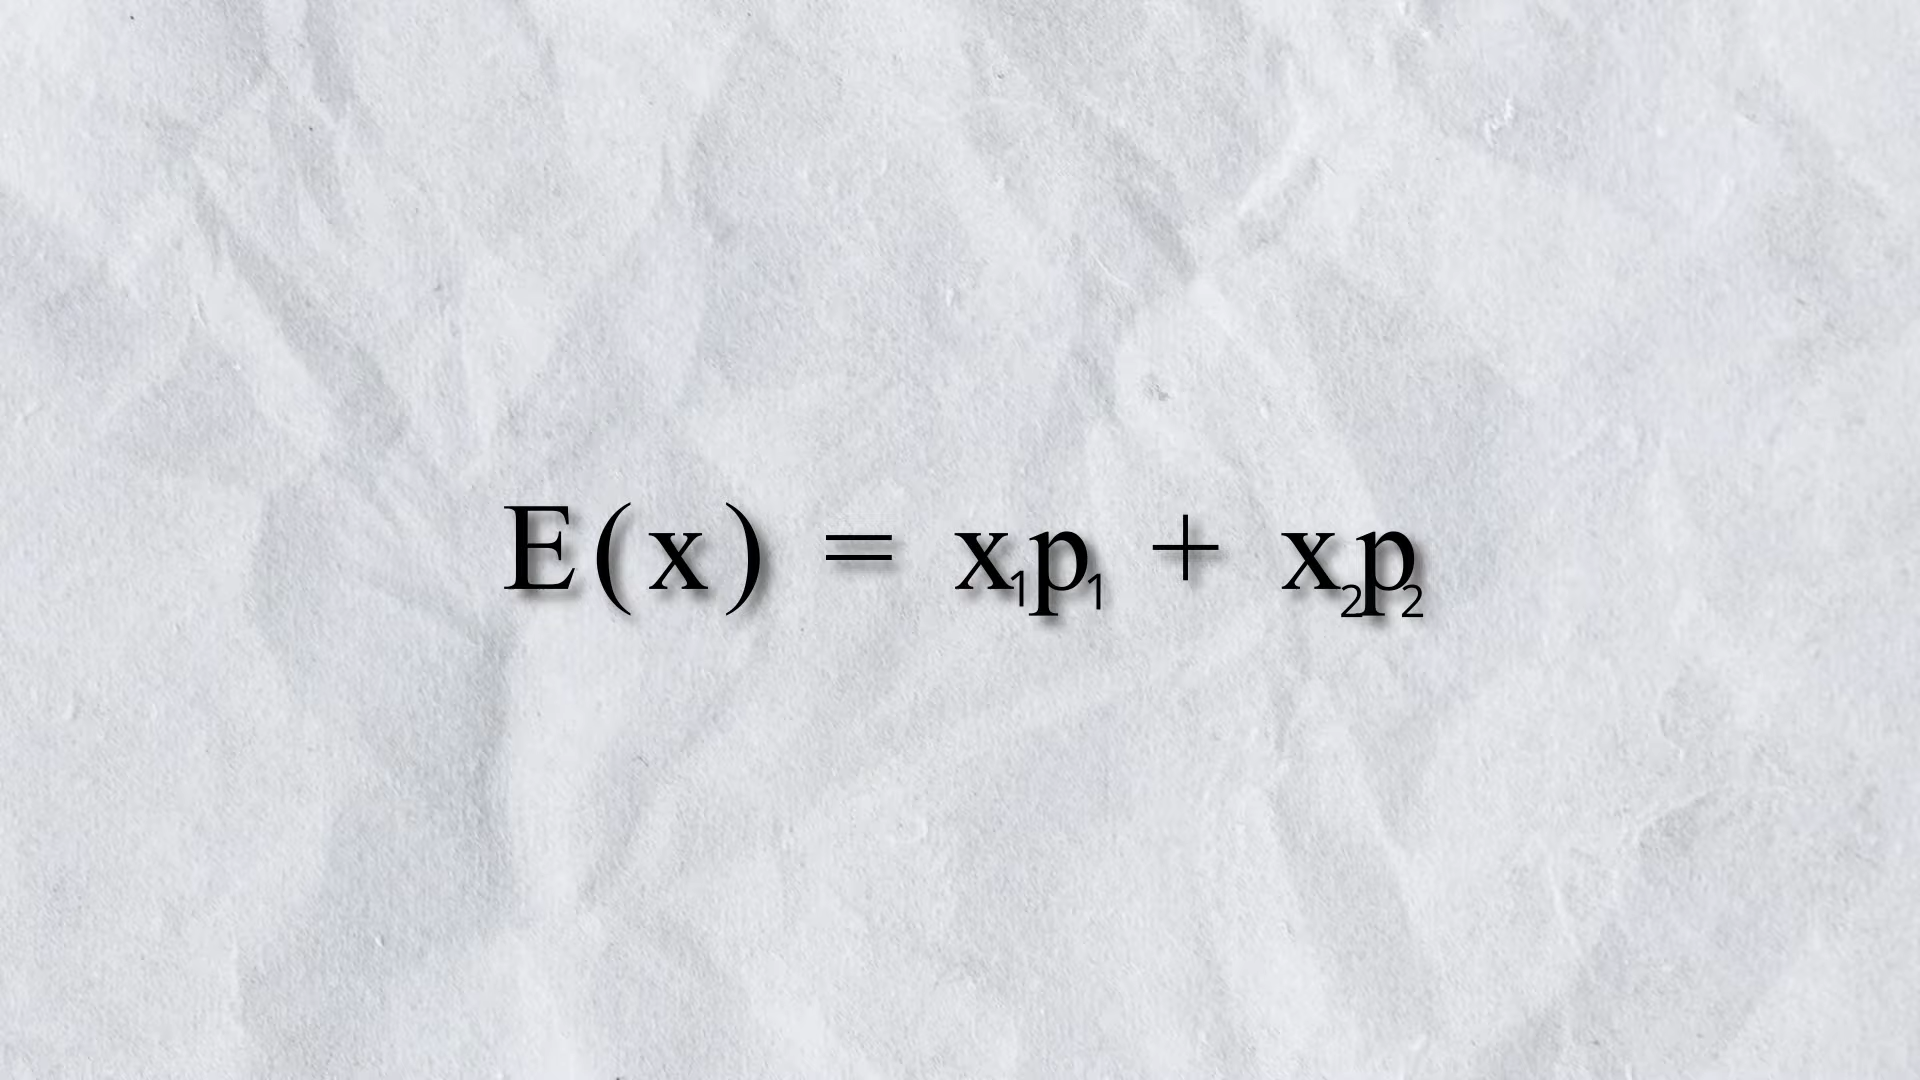 E(x) = x₁p₁ + x₂p₂